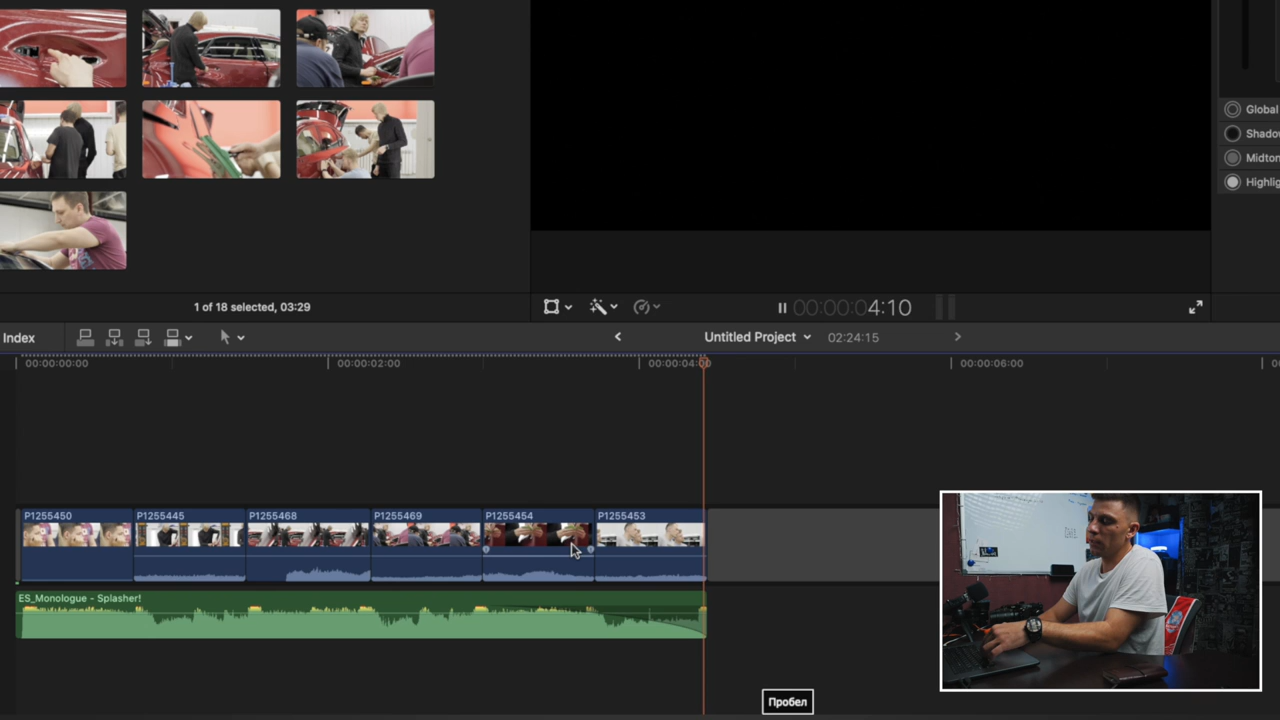 Global
Shado
Midton
Highlig
1 of 18 selected, 03:29
00:00:04:10
Index
Untitled Project
02:24:15
00:00:00:00
00:00:02:00
00:00:04:00
00:00:06:00
P1255450
P1255445
P1255468
P1255469
P1255454
P1255453
ES_Monologue - Splasher!
Пробел